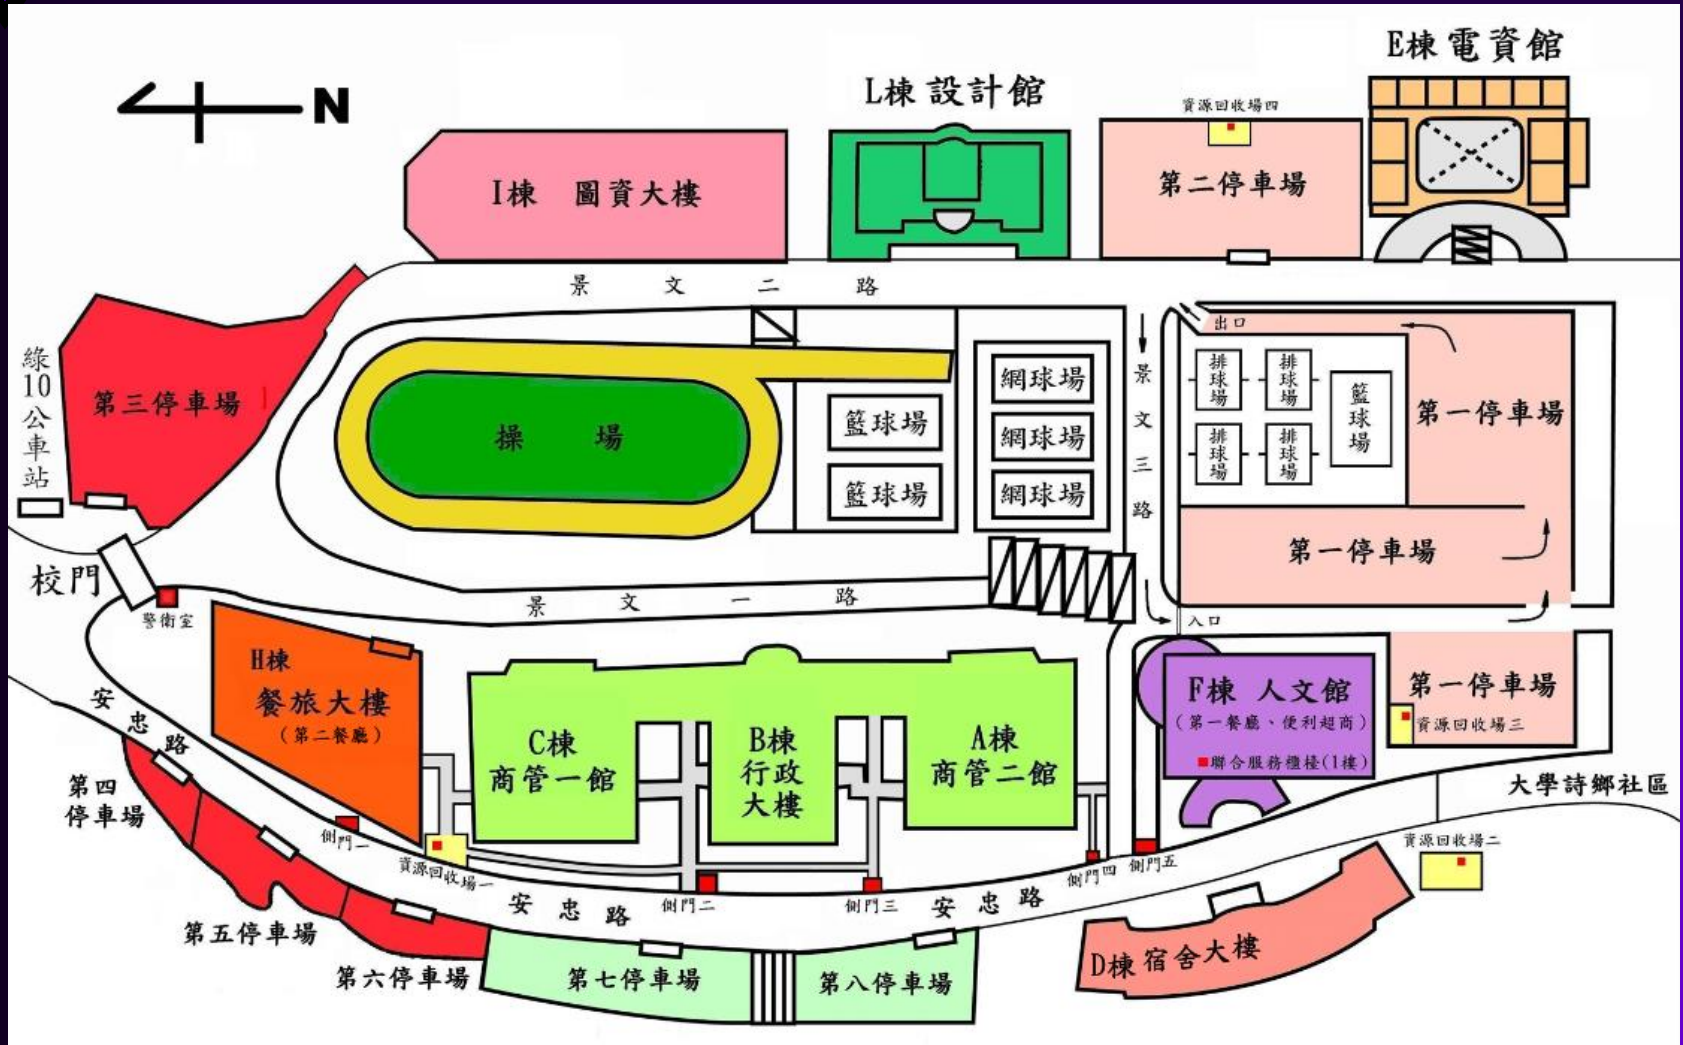 E棟 電資館
L棟 設計館
資源回收場四
N
I棟 圖資大樓
第二停車場
景文二路
出口
綠10公車站
第三停車場
操 場
籃球場
籃球場
網球場
網球場
網球場
景文三路
排球場
排球場
排球場
排球場
籃球場
第一停車場
第一停車場
校門
警衛室
景文一路
入口
H棟
餐旅大樓
(第二餐廳)
C棟
商管一館
B棟
行政
大樓
A棟
商管二館
F棟 人文館
(第一餐廳、便利超商)
聯合服務櫃檯(1樓)
第一停車場
資源回收場三
安忠路
第四
停車場
側門一
資源回收場一
大學詩鄉社區
資源回收場二
第五停車場
安忠路
側門二
側門三
安忠路
側門四
側門五
第六停車場
第七停車場
第八停車場
D棟 宿舍大樓